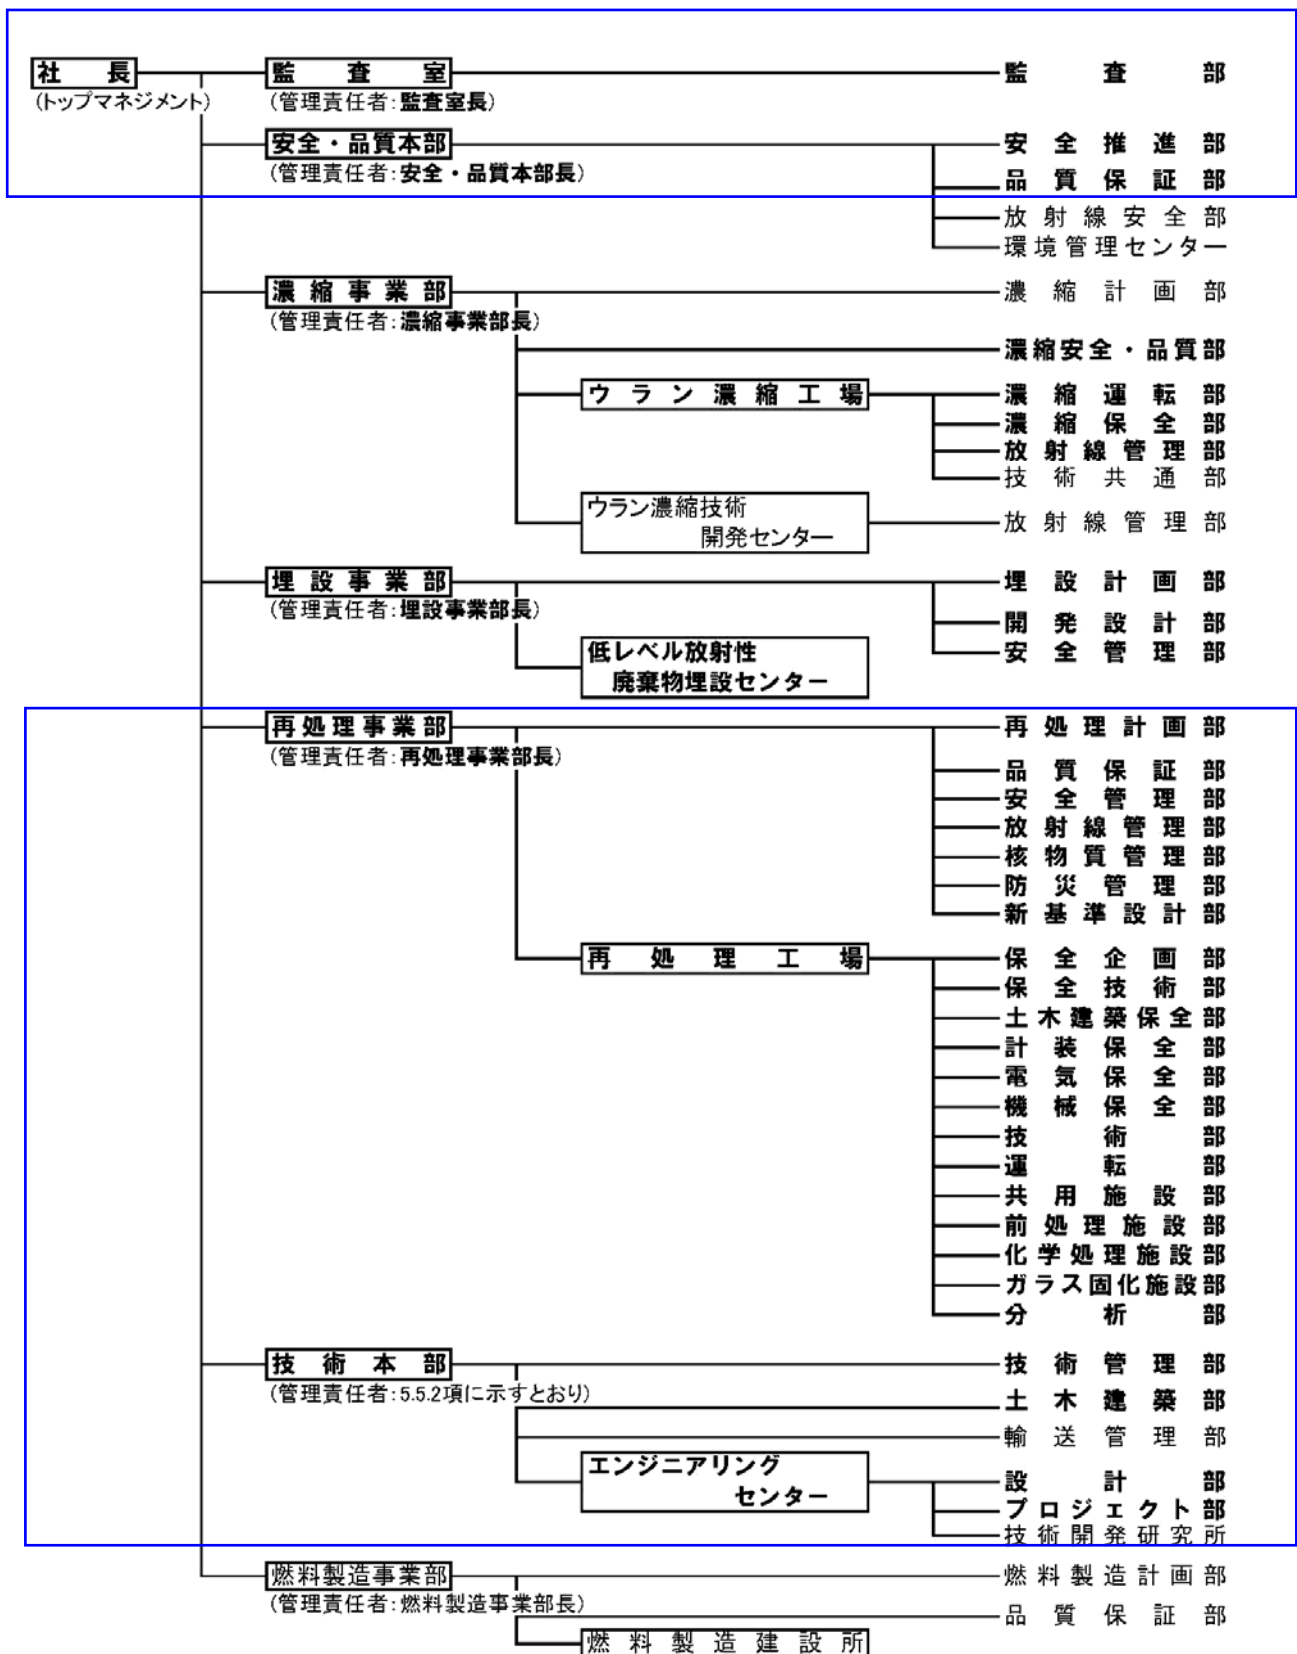 社長 監査室 監査部
(トップマネジメント) (管理責任者:監査室長)
安全・品質本部 安全推進部
(管理責任者:安全・品質本部長)
品質保証部
放射線安全部
環境管理センター
濃縮事業部 濃縮計画部
(管理責任者:濃縮事業部長)
濃縮安全・品質部
ウラン濃縮工場 濃縮運転部
濃縮保全部
放射線管理部
技術共通部
ウラン濃縮技術
開発センター 放射線管理部
埋設事業部 埋設計画部
(管理責任者:埋設事業部長)
開発設計部
安全管理部
低レベル放射性
廃棄物埋設センター
再処理事業部 再処理計画部
(管理責任者:再処理事業部長)
品質保証部
安全管理部
放射線管理部
核物質管理部
防災管理部
新基準設計部
再処理工場 保全企画部
保全技術部
土木建築保全部
計装保全部
電気保全部
機械保全部
技術部
運転部
共用施設部
前処理施設部
化学処理施設部
ガラス固化施設部
分析部
技術本部 技術管理部
(管理責任者:5.5.2項に示すとおり)
土木建築部
輸送管理部
エンジニアリング
センター 設計部
プロジェクト部
技術開発研究所
燃料製造事業部 燃料製造計画部
(管理責任者:燃料製造事業部長)
品質保証部
燃料製造建設所